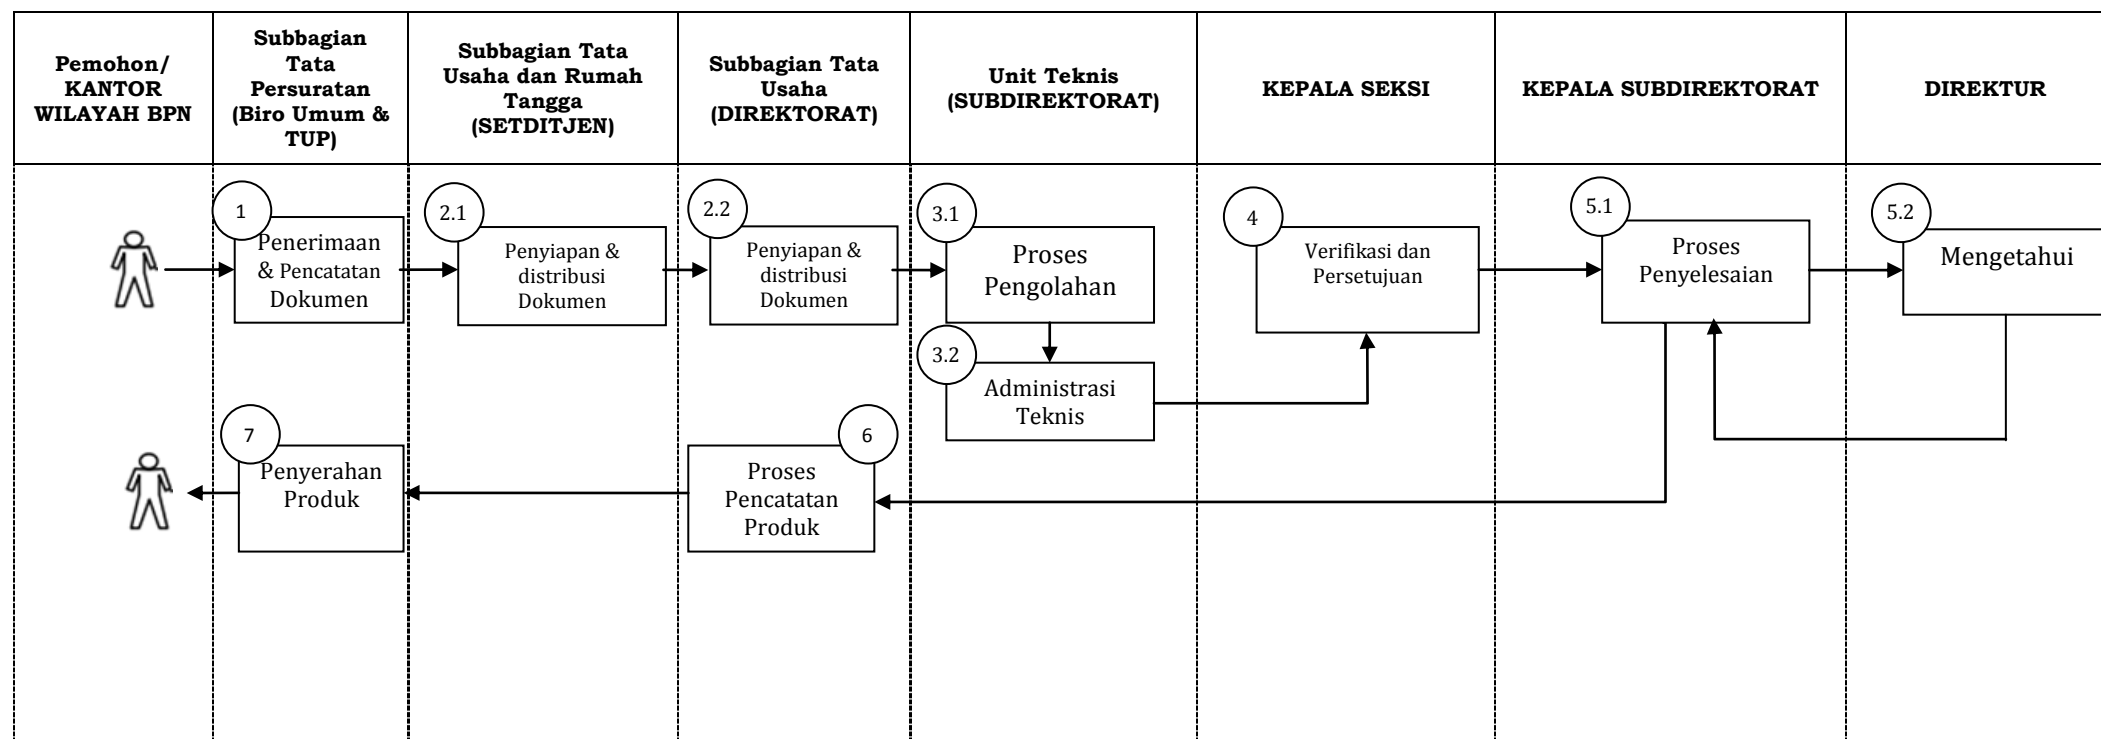 Pemohon/
KANTOR
WILAYAH BPN
Subbagian
Tata
Persuratan
(Biro Umum &
TUP)
Subbagian Tata
Usaha dan Rumah
Tangga
(SETDITJEN)
Subbagian Tata
Usaha
(DIREKTORAT)
Unit Teknis
(SUBDIREKTORAT)
KEPALA SEKSI
KEPALA SUBDIREKTORAT
DIREKTUR
1
Penerimaan
& Pencatatan
Dokumen
2.1
Penyiapan &
distribusi
Dokumen
2.2
Penyiapan &
distribusi
Dokumen
3.1
Proses
Pengolahan
3.2
Administrasi
Teknis
4
Verifikasi dan
Persetujuan
5.1
Proses
Penyelesaian
5.2
Mengetahui
6
Proses
Pencatatan
Produk
7
Penyerahan
Produk